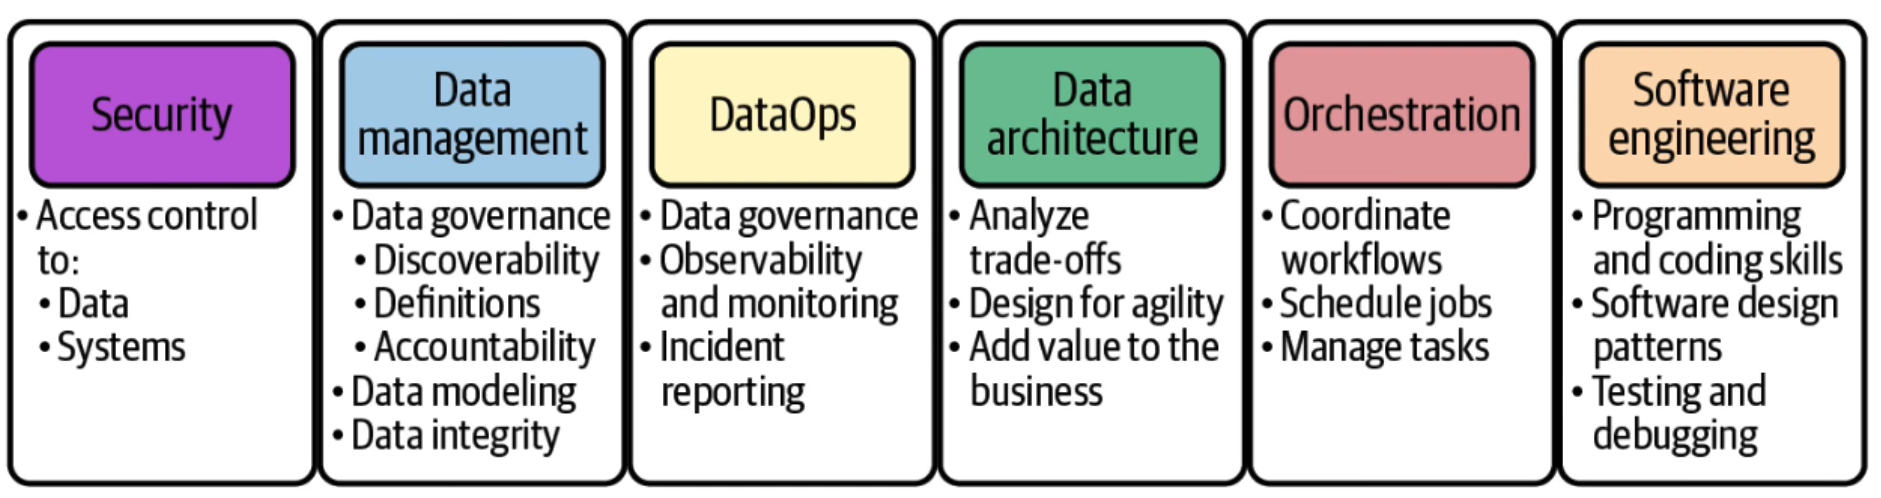 Security
• Access control
to:
• Data
• Systems
Data
management
• Data governance
• Discoverability
• Definitions
• Accountability
• Data modeling
• Data integrity
DataOps
• Data governance
• Observability
and monitoring
• Incident
reporting
Data
architecture
• Analyze
trade-offs
• Design for agility
• Add value to the
business
Orchestration
• Coordinate
workflows
• Schedule jobs
• Manage tasks
Software
engineering
• Programming
and coding skills
• Software design
patterns
• Testing and
debugging